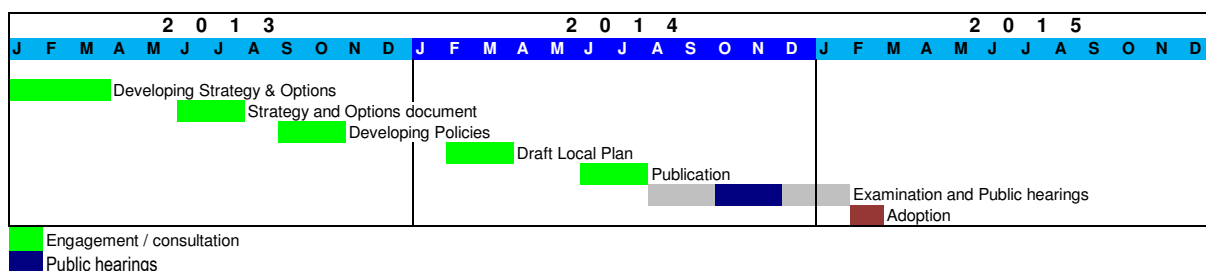 2 0 1 3 2 0 1 4 2 0 1 5
J F M A M J J A S O N D J F M A M J J A S O N D J F M A M J J A S O N D
Developing Strategy & Options
Strategy and Options document
Developing Policies
Draft Local Plan
Publication
Examination and Public hearings
Adoption
Engagement / consultation
Public hearings